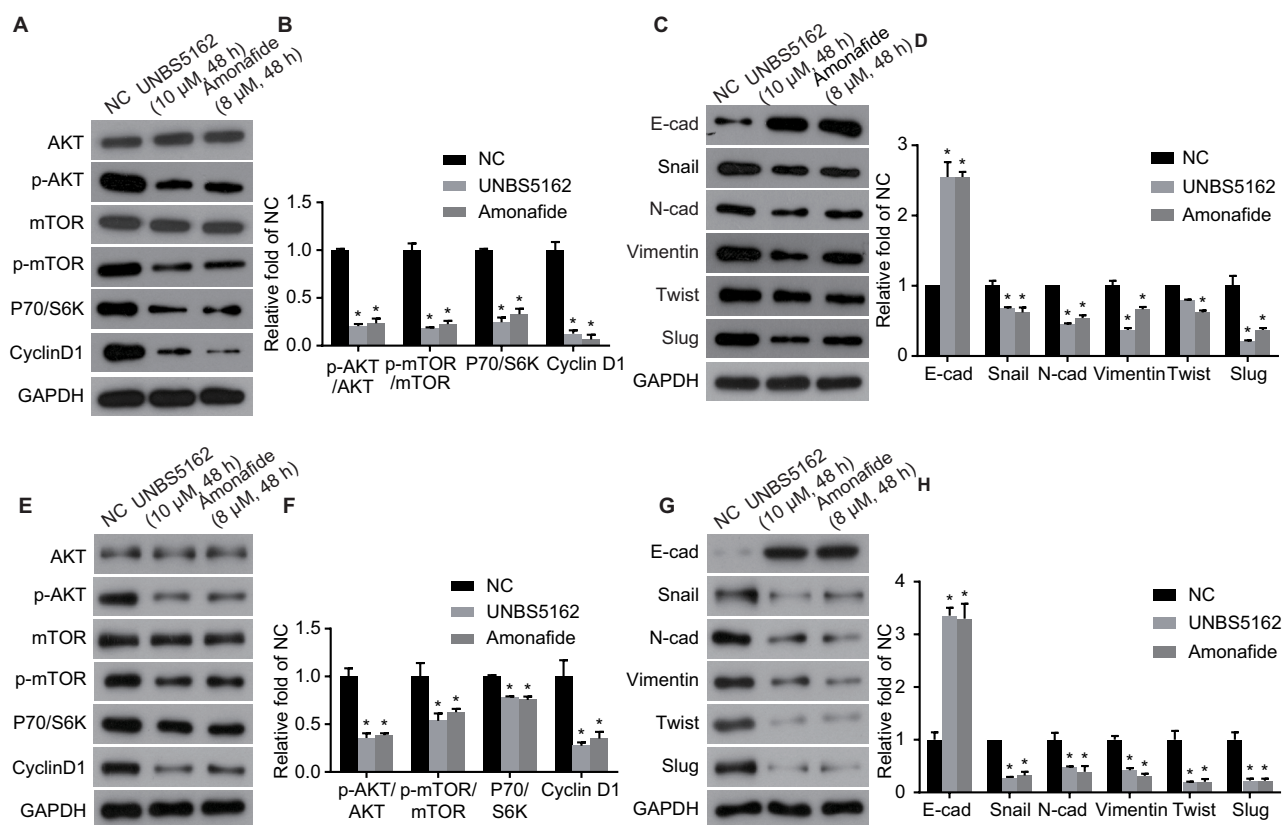 A
NC UNBS5162
(10 µM, 48 h)
Amonafide
(8 µM, 48 h)
AKT
p-AKT
mTOR
p-mTOR
P70/S6K
CyclinD1
GAPDH
B
NC
UNBS5162
Amonafide
Relative fold of NC
1.5
1.0
0.5
0.0
* * * * * * * *
p-AKT p-mTOR P70/S6K Cyclin D1
/AKT /mTOR
C
NC UNBS5162
(10 µM, 48 h)
Amonafide
(8 µM, 48 h)
E-cad
Snail
N-cad
Vimentin
Twist
Slug
GAPDH
D
NC
UNBS5162
Amonafide
Relative fold of NC
3
2
1
0
* * * * * * * * * * *
E-cad Snail N-cad Vimentin Twist Slug
E
NC UNBS5162
(10 µM, 48 h)
Amonafide
(8 µM, 48 h)
AKT
p-AKT
mTOR
p-mTOR
P70/S6K
CyclinD1
GAPDH
F
NC
UNBS5162
Amonafide
Relative fold of NC
1.5
1.0
0.5
0.0
* * * * * * * *
p-AKT/ p-mTOR/ P70/ Cyclin D1
AKT mTOR S6K
G
NC UNBS5162
(10 µM, 48 h)
Amonafide
(8 µM, 48 h)
E-cad
Snail
N-cad
Vimentin
Twist
Slug
GAPDH
H
NC
UNBS5162
Amonafide
Relative fold of NC
4
3
2
1
0
* * * * * * * * * * * *
E-cad Snail N-cad Vimentin Twist Slug